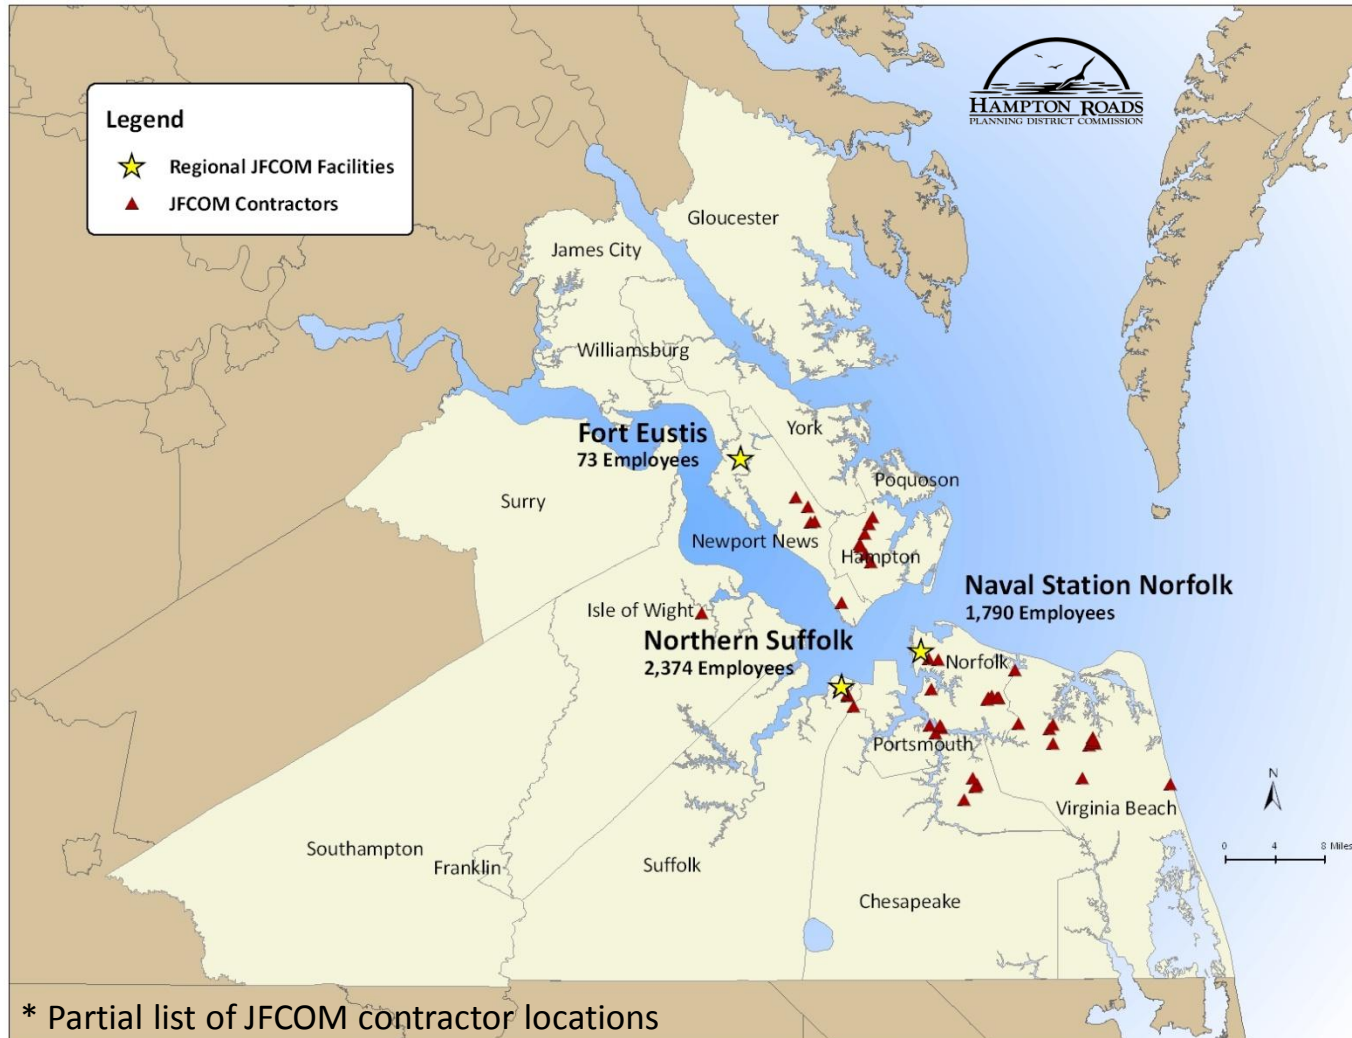 HAMPTON ROADS
PLANNING DISTRICT COMMISSION
Legend
Regional JFCOM Facilities
JFCOM Contractors
Gloucester
James City
Williamsburg
York
Fort Eustis
73 Employees
Poquoson
Surry
Newport News
Hampton
Naval Station Norfolk
1,790 Employees
Isle of Wight
Northern Suffolk
2,374 Employees
Norfolk
Portsmouth
N
Virginia Beach
0 4 8 Miles
Southampton
Franklin
Suffolk
Chesapeake
* Partial list of JFCOM contractor locations